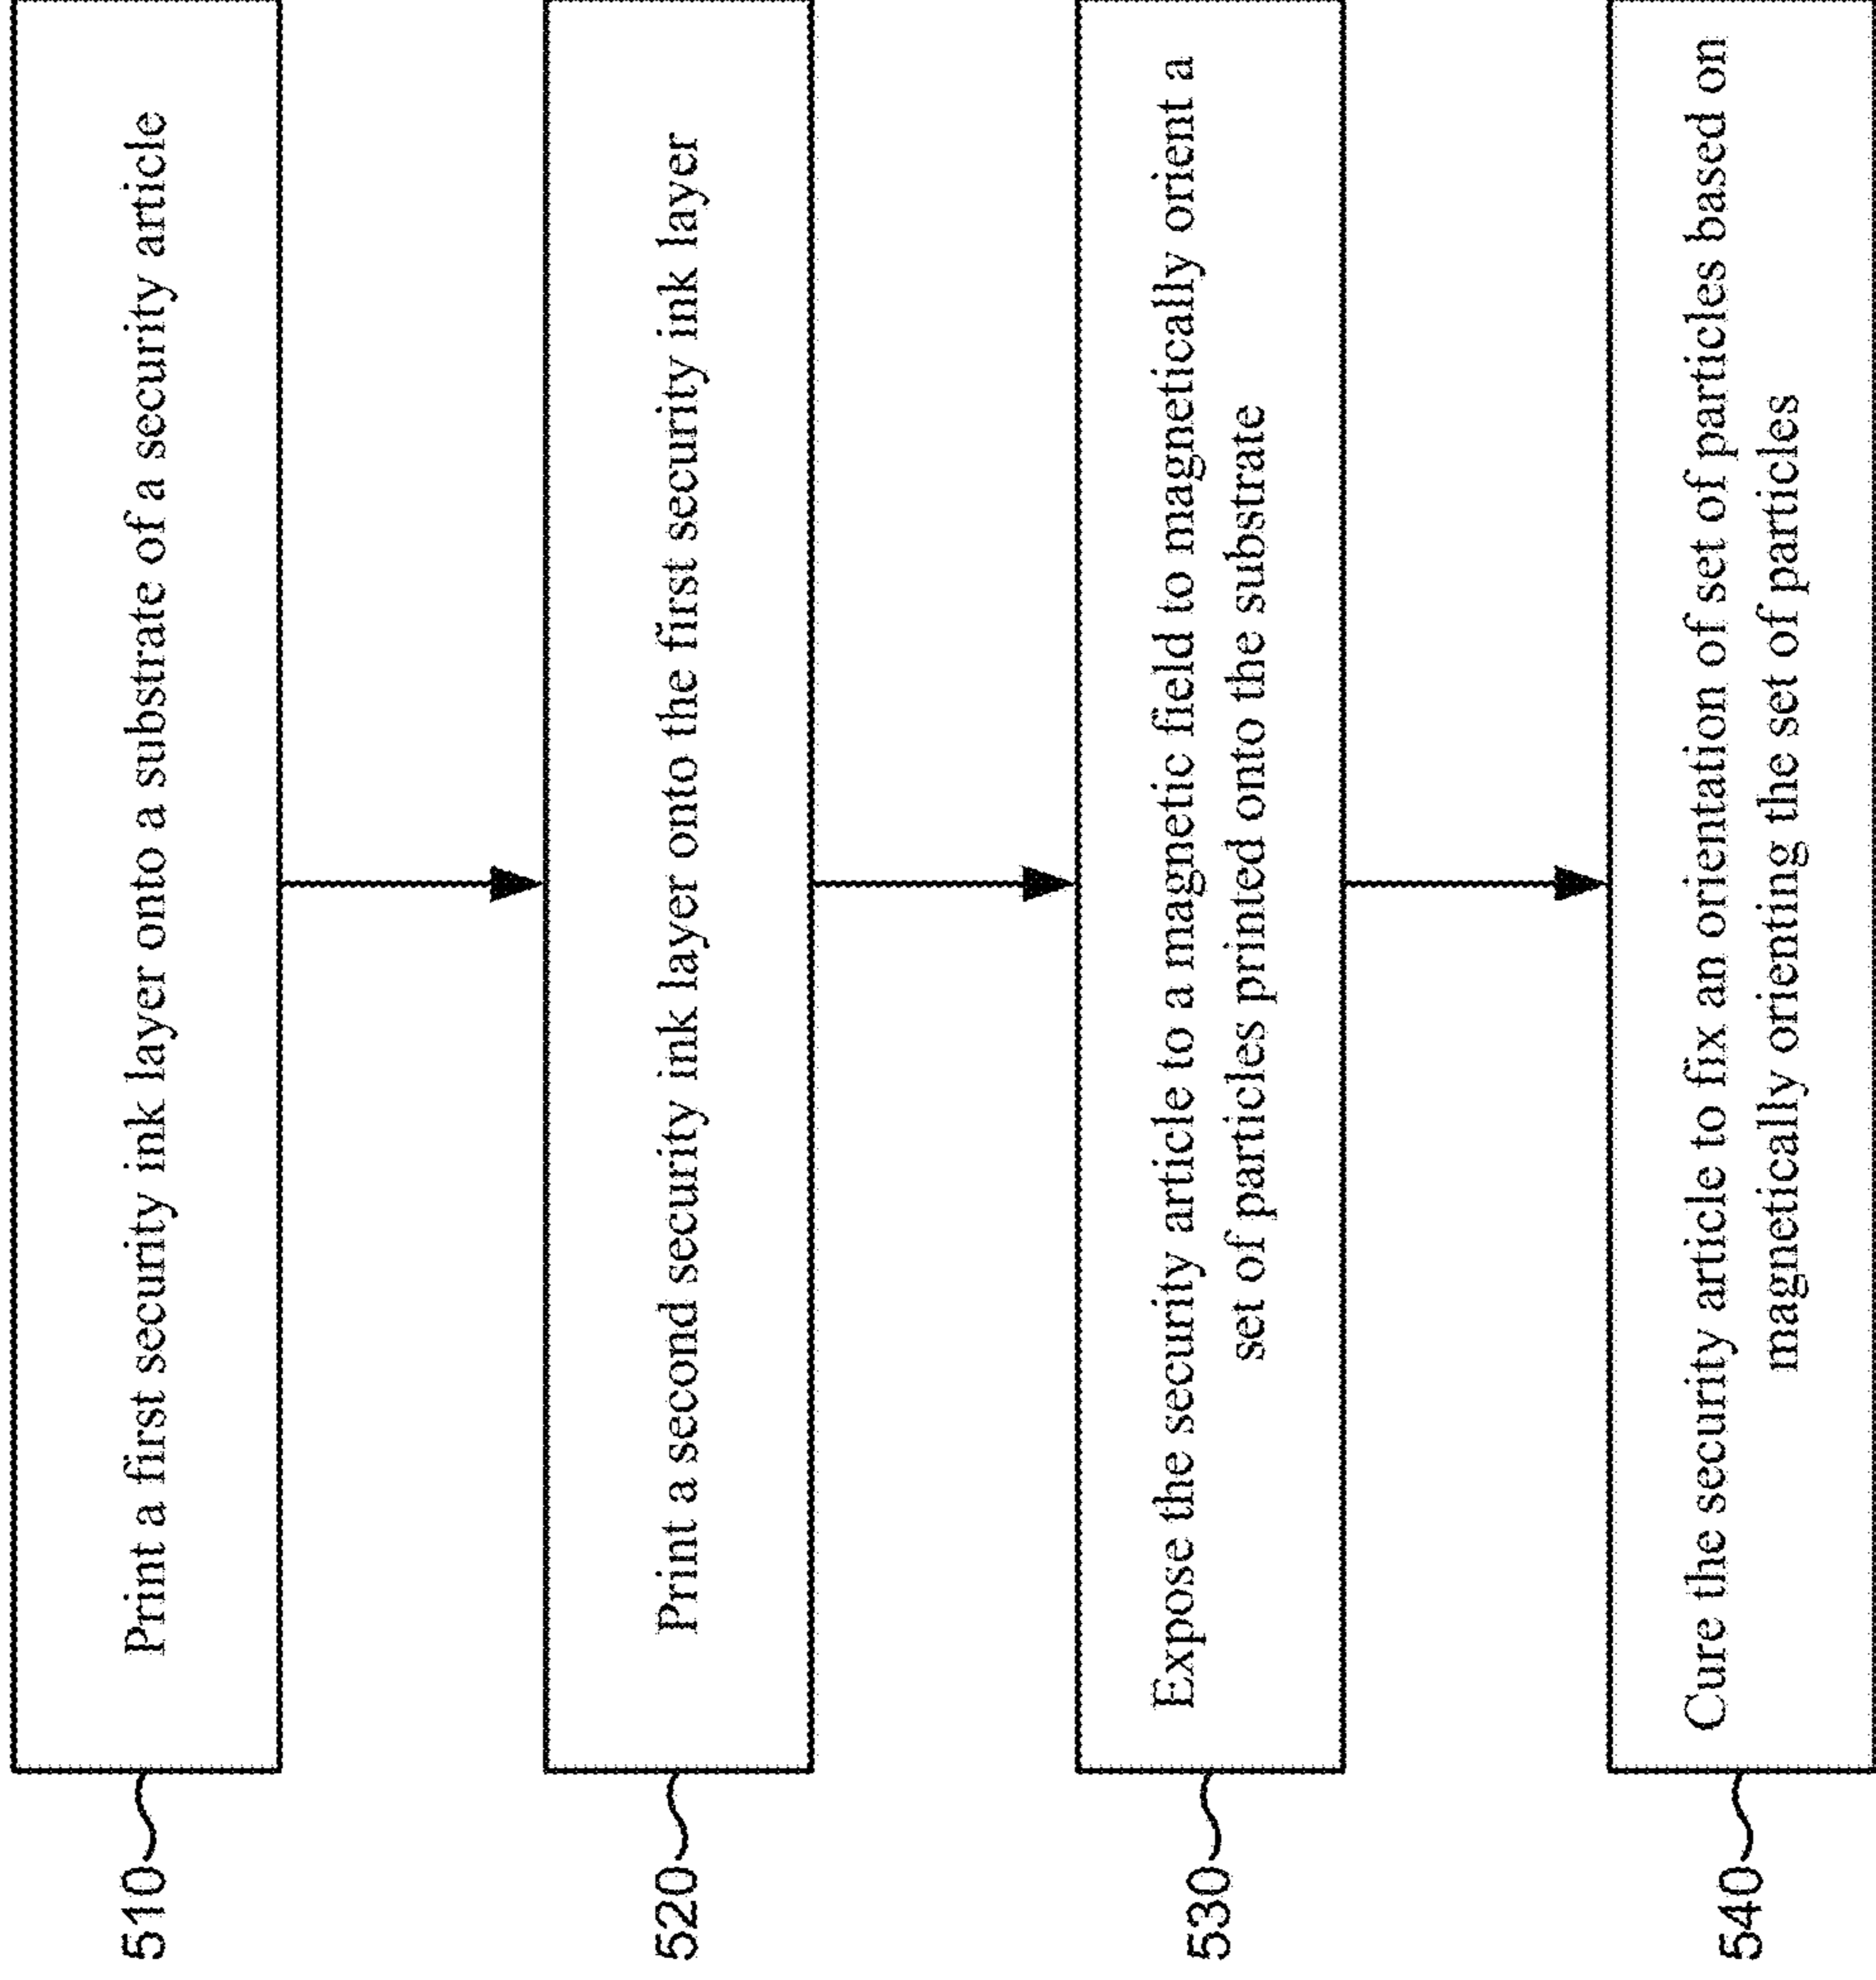 510
Print a first security ink layer onto a substrate of a security article
520
Print a second security ink layer onto the first security ink layer
530
Expose the security article to a magnetic field to magnetically orient a
set of particles printed onto the substrate
540
Cure the security article to fix an orientation of set of particles based on
magnetically orienting the set of particles